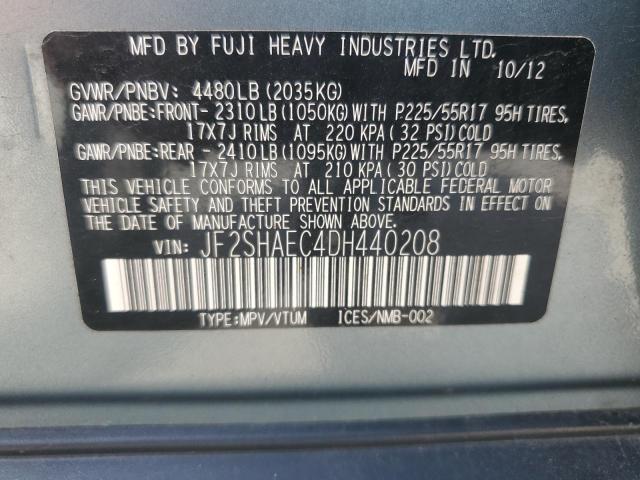 MFD BY FUJI HEAVY INDUSTRIES LTD.
MFD IN 10/12
GVWR/PNBV: 4480LB (2035KG)
GAWR/PNBE:FRONT- 2310LB (1050KG) WITH P.225/55R17 95H TIRES,
17X7J RIMS AT 220 KPA (32 PSI) COLD
GAWR/PNBE:REAR - 2410LB (1095KG) WITH P.225/55R17 95H TIRES,
17X7J RIMS AT 210 KPA (30 PSI) COLD
THIS VEHICLE CONFORMS TO ALL APPLICABLE FEDERAL MOTOR
VEHICLE SAFETY AND THEFT PREVENTION STANDARDS IN EFFECT ON
THE DATE OF MANUFACTURE SHOWN ABOVE.
VIN: JF2SHAEC4DH440208
TYPE:MPV/VTUM ICES/NMB-002